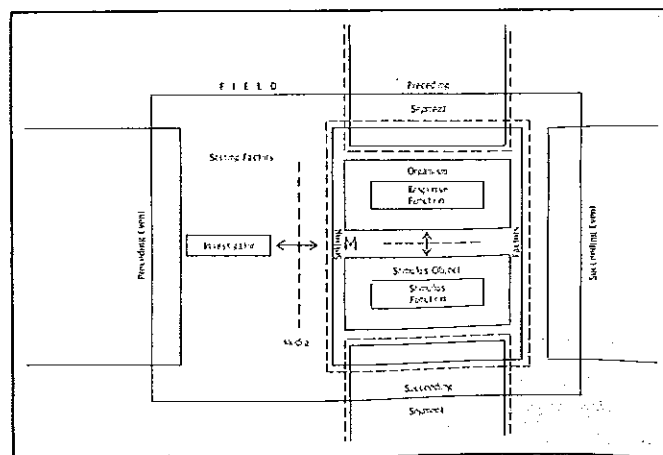 FIELD
Preceding
Segment
Setting Factors
Organism
Response
Function
Preceding Event
Investigator
Setting
M
Factors
Succeeding Event
Stimulus Object
Stimulus
Function
Media
Succeeding
Segment